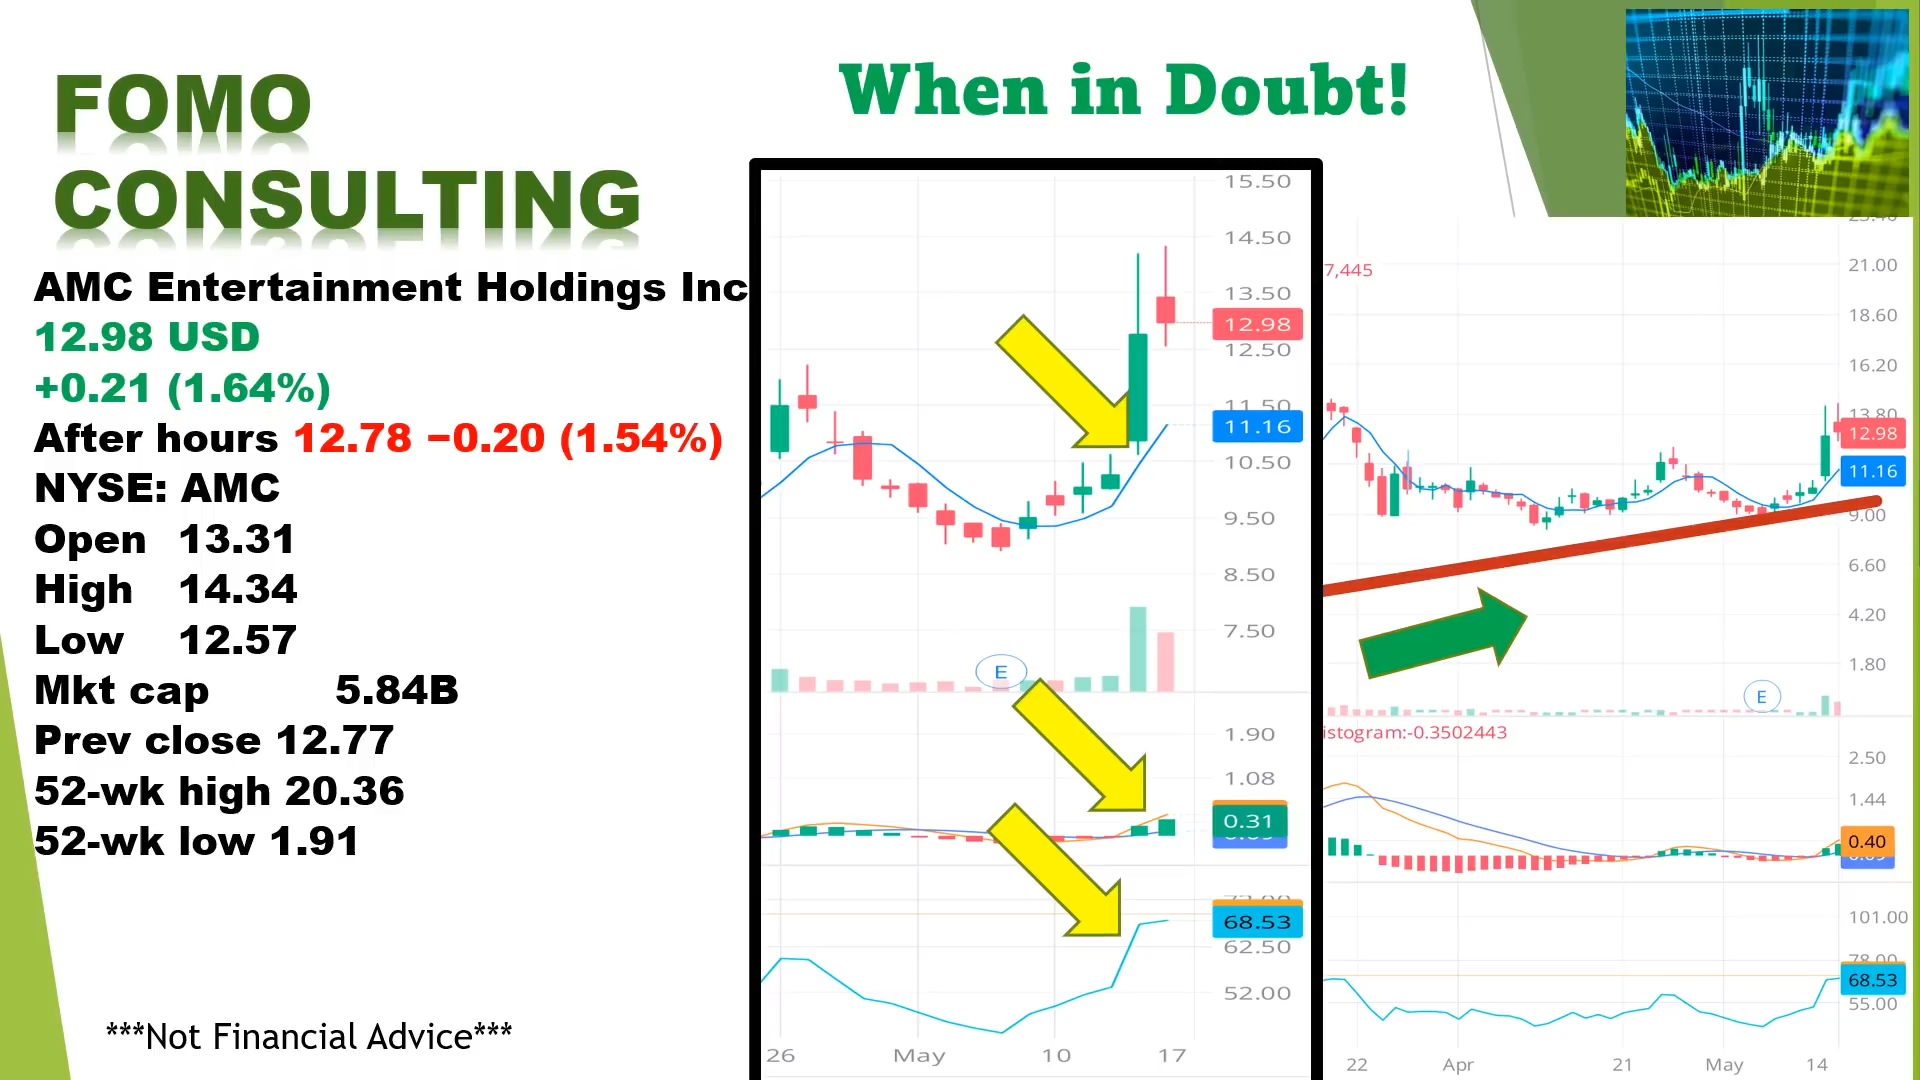 FOMO
CONSULTING
When in Doubt!
AMC Entertainment Holdings Inc
12.98 USD
+0.21 (1.64%)
After hours 12.78 −0.20 (1.54%)
NYSE: AMC
Open 13.31
High 14.34
Low 12.57
Mkt cap 5.84B
Prev close 12.77
52-wk high 20.36
52-wk low 1.91
***Not Financial Advice***
15.50
14.50
13.50
12.98
12.50
11.50
11.16
10.50
9.50
8.50
7.50
E
1.90
1.08
0.31
68.53
62.50
52.00
26 May 10 17
7,445
21.00
18.60
16.20
13.80
12.98
11.16
9.00
6.60
4.20
1.80
E
istogram:-0.3502443
2.50
1.44
0.40
101.00
78.00
68.53
55.00
22 Apr 21 May 14